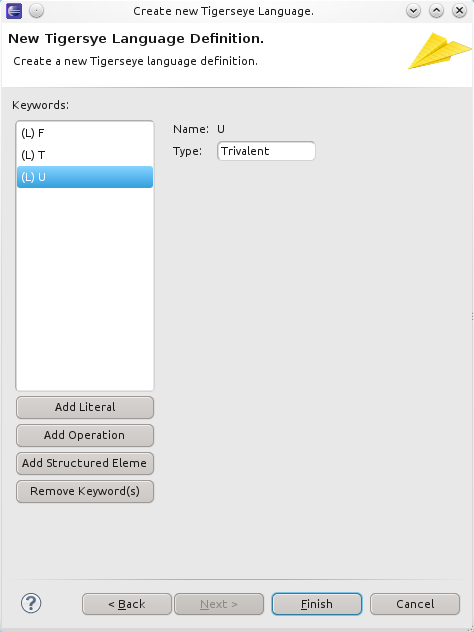 Create new Tigerseye Language.
New Tigersye Language Definition.
Create a new Tigerseye language definition.
Keywords:
(L) F
(L) T
(L) U
Name: U
Type: Trivalent
Add Literal
Add Operation
Add Structured Eleme
Remove Keyword(s)
?
< Back
Next >
Finish
Cancel